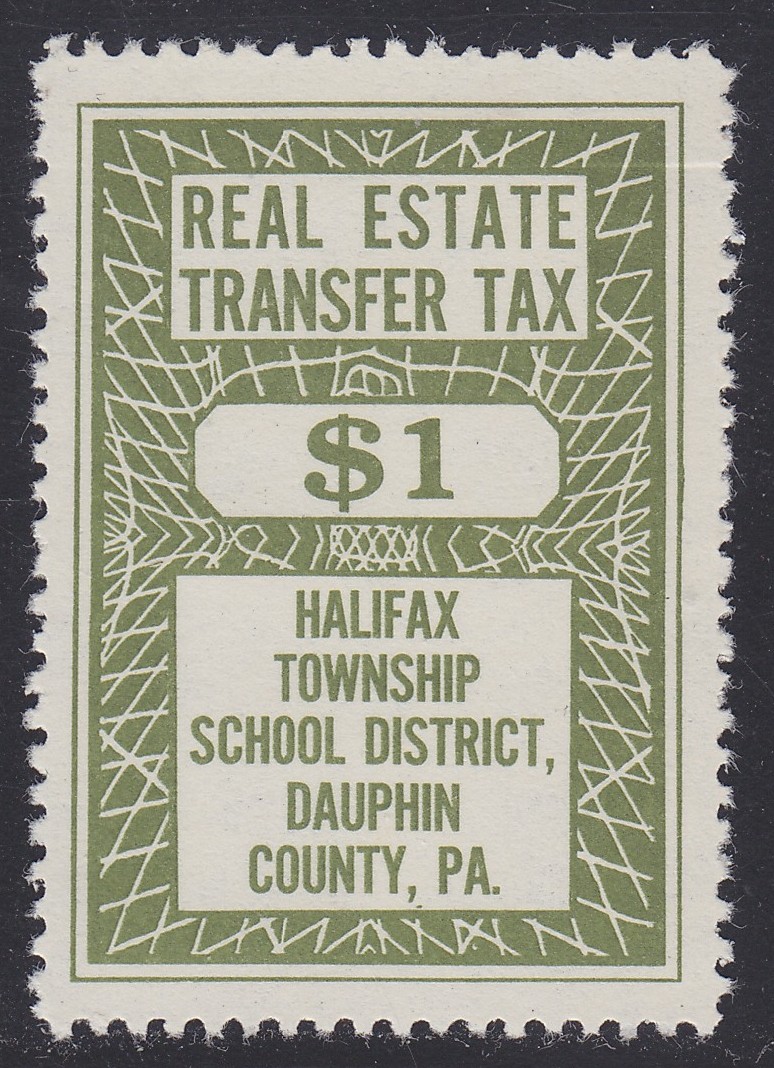 REAL ESTATE
TRANSFER TAX
$1
HALIFAX
TOWNSHIP
SCHOOL DISTRICT,
DAUPHIN
COUNTY, PA.